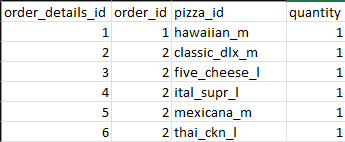 order_details_id order_id pizza_id quantity
1 1 hawaiian_m 1
2 2 classic_dlx_m 1
3 2 five_cheese_l 1
4 2 ital_supr_l 1
5 2 mexicana_m 1
6 2 thai_ckn_l 1